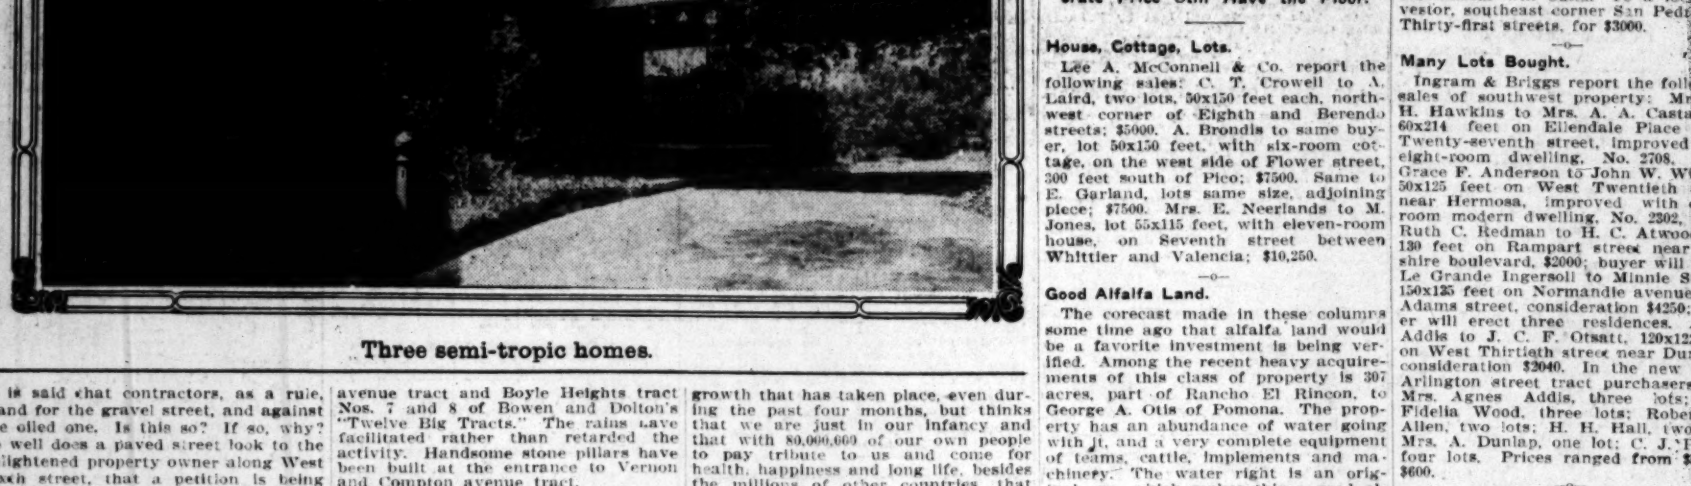 Three semi-tropic homes.
is said that contractors, as a rule,
and for the gravel street, and against
oiled one. Is this so? If so, why?
well does a paved street look to the
lightened property owner along West
street, that a petition is being
avenue tract and Boyle Heights tract
Nos. 7 and 8 of Bowen and Dolton's
"Twelve Big Tracts." The rains have
facilitated rather than retarded the
activity. Handsome stone pillars have
been built at the entrance to Vernon
and Compton avenue tract.
growth that has taken place, even dur-
ing the past four months, but thinks
that we are just in our infancy and
that with 80,000,000 of our own people
to pay tribute to us and come for
health, happiness and long life, besides
the millions of other countries, that
Price Still Have the Floor.
House, Cottage, Lots.
Lee A. McConnell & Co. report the
following sales: C. T. Crowell to A.
Laird, two lots, 50x150 feet each, north-
west corner of Eighth and Berendo
streets; $5000. A. Brondis to same buy-
er, lot 50x150 feet, with six-room cot-
tage, on the west side of Flower street,
300 feet south of Pico; $7500. Same to
E. Garland, lots same size, adjoining
piece; $7500. Mrs. E. Neerlands to M.
Jones, lot 55x115 feet, with eleven-room
house, on Seventh street between
Whittier and Valencia; $10,250.
Good Alfalfa Land.
The corecast made in these columns
some time ago that alfalfa land would
be a favorite investment is being ver-
ified. Among the recent heavy acquire-
ments of this class of property is 307
acres, part of Rancho El Rincon, to
George A. Otis of Pomona. The prop-
erty has an abundance of water going
with it, and a very complete equipment
of teams, cattle, implements and ma-
chinery. The water right is an orig-
vestor, southeast corner San Ped
Thirty-first streets, for $3000.
Many Lots Bought.
Ingram & Briggs report the foll
sales of southwest property: Mr
H. Hawkins to Mrs. A. A. Casta
60x214 feet on Ellendale Place
Twenty-seventh street, improved
eight-room dwelling, No. 2708,
Grace F. Anderson to John W. W
50x125 feet on West Twentieth
near Hermosa, improved with
room modern dwelling, No. 2302,
Ruth C. Redman to H. C. Atwoo
130 feet on Rampart street near
shire boulevard, $2000; buyer will
Le Grande Ingersoll to Minnie S
150x135 feet on Normandie avenue
Adams street, consideration $4250;
er will erect three residences.
Addis to J. C. F. Otsatt, 120x12
on West Thirtieth street near Du
consideration $2040. In the new
Arlington street tract purchasers
Mrs. Agnes Addis, three lots;
Fidelia Wood, three lots; Rober
Allen, two lots; H. H. Hall, two
Mrs. A. Dunlap, one lot; C. J.
four lots. Prices ranged from $
$600.